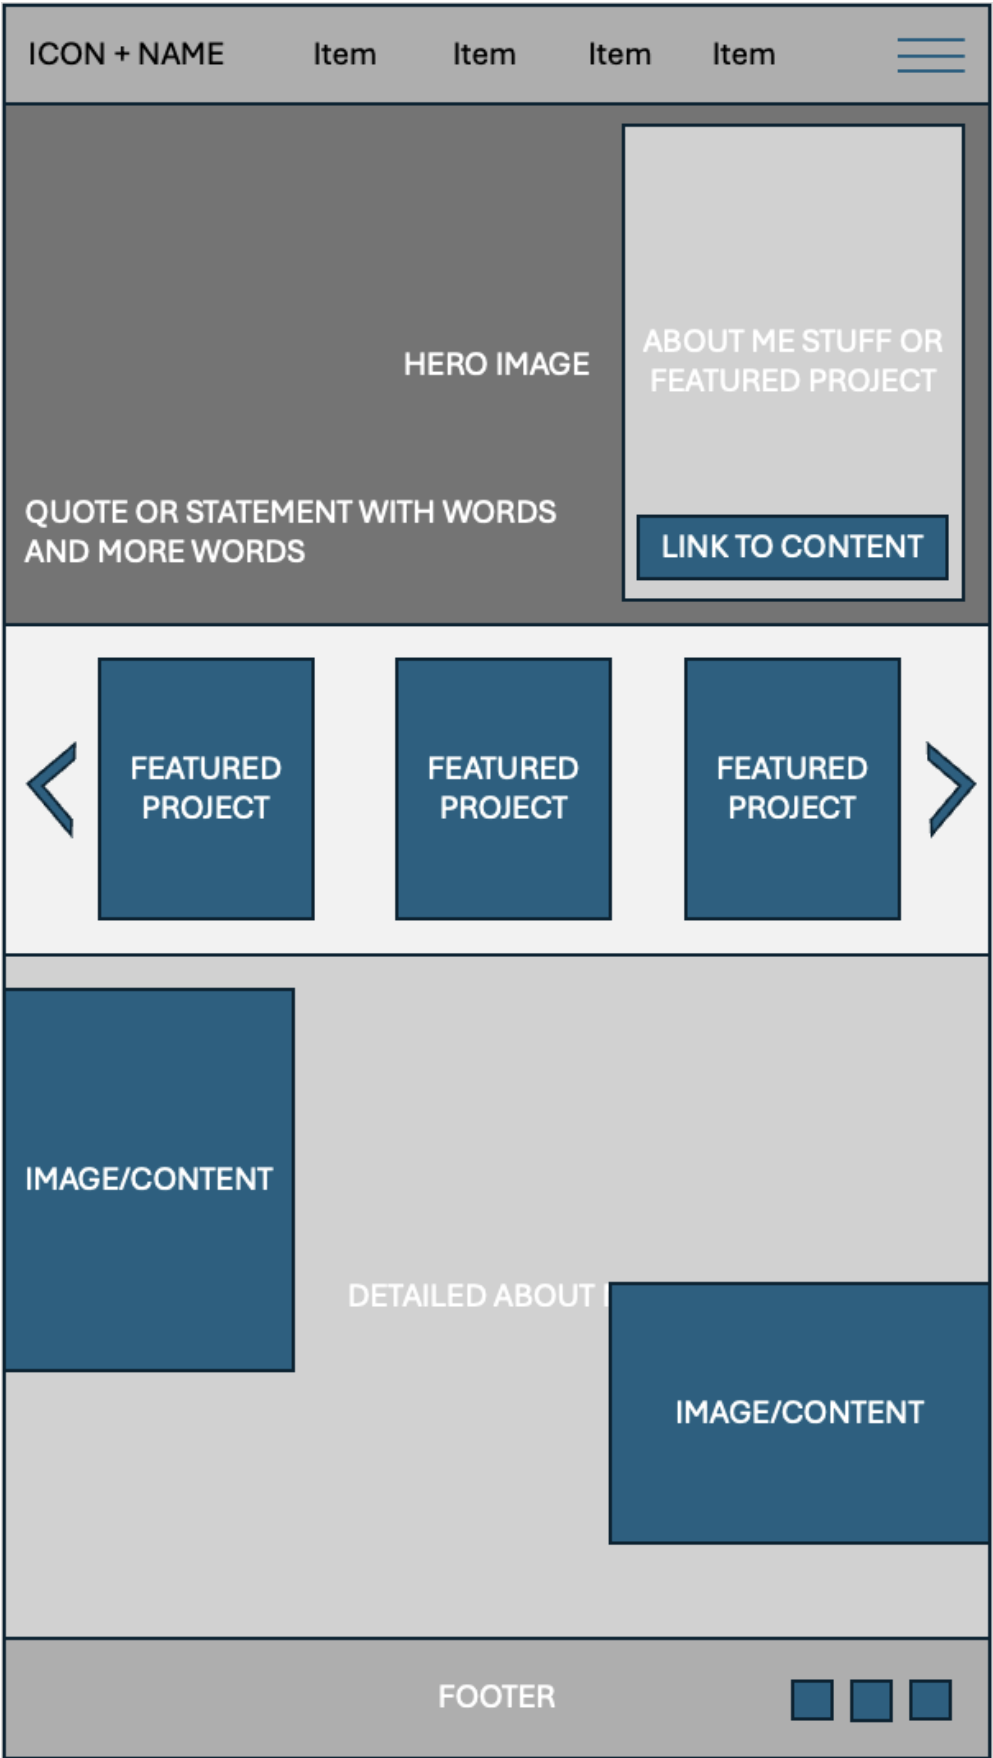 ICON + NAME Item Item Item Item
HERO IMAGE
ABOUT ME STUFF OR
FEATURED PROJECT
QUOTE OR STATEMENT WITH WORDS
AND MORE WORDS
LINK TO CONTENT
FEATURED
PROJECT
FEATURED
PROJECT
FEATURED
PROJECT
IMAGE/CONTENT
DETAILED ABOUT
IMAGE/CONTENT
FOOTER